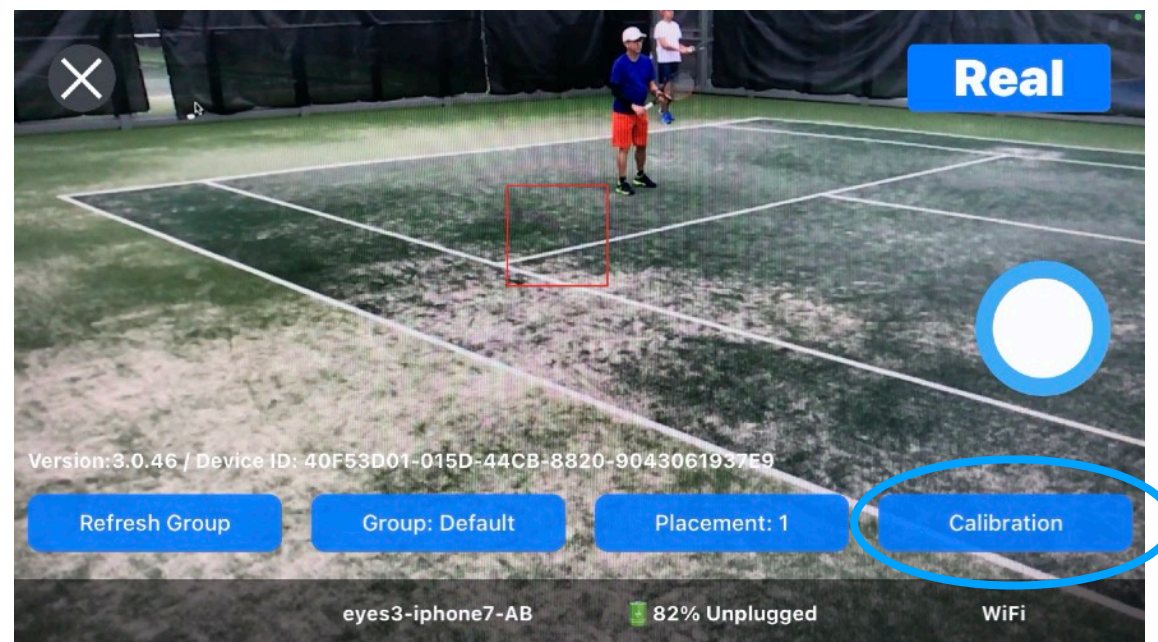 Real
Version:3.0.46 / Device ID: 40F53D01-015D-44CB-8820-9043061937E9
Refresh Group
Group: Default
Placement: 1
Calibration
eyes3-iphone7-AB
82% Unplugged
WiFi